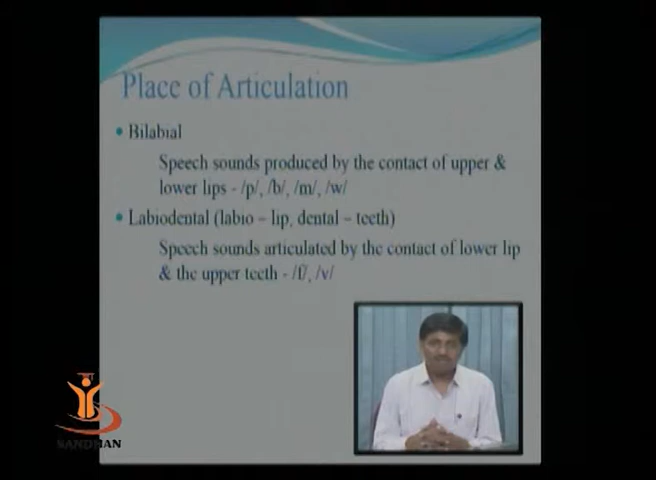 Place of Articulation
• Bilabial
Speech sounds produced by the contact of upper &
lower lips - /p/, /b/, /m/, /w/
• Labiodental (labio – lip, dental – teeth)
Speech sounds articulated by the contact of lower lip
& the upper teeth - /f/, /v/
SANDHAN